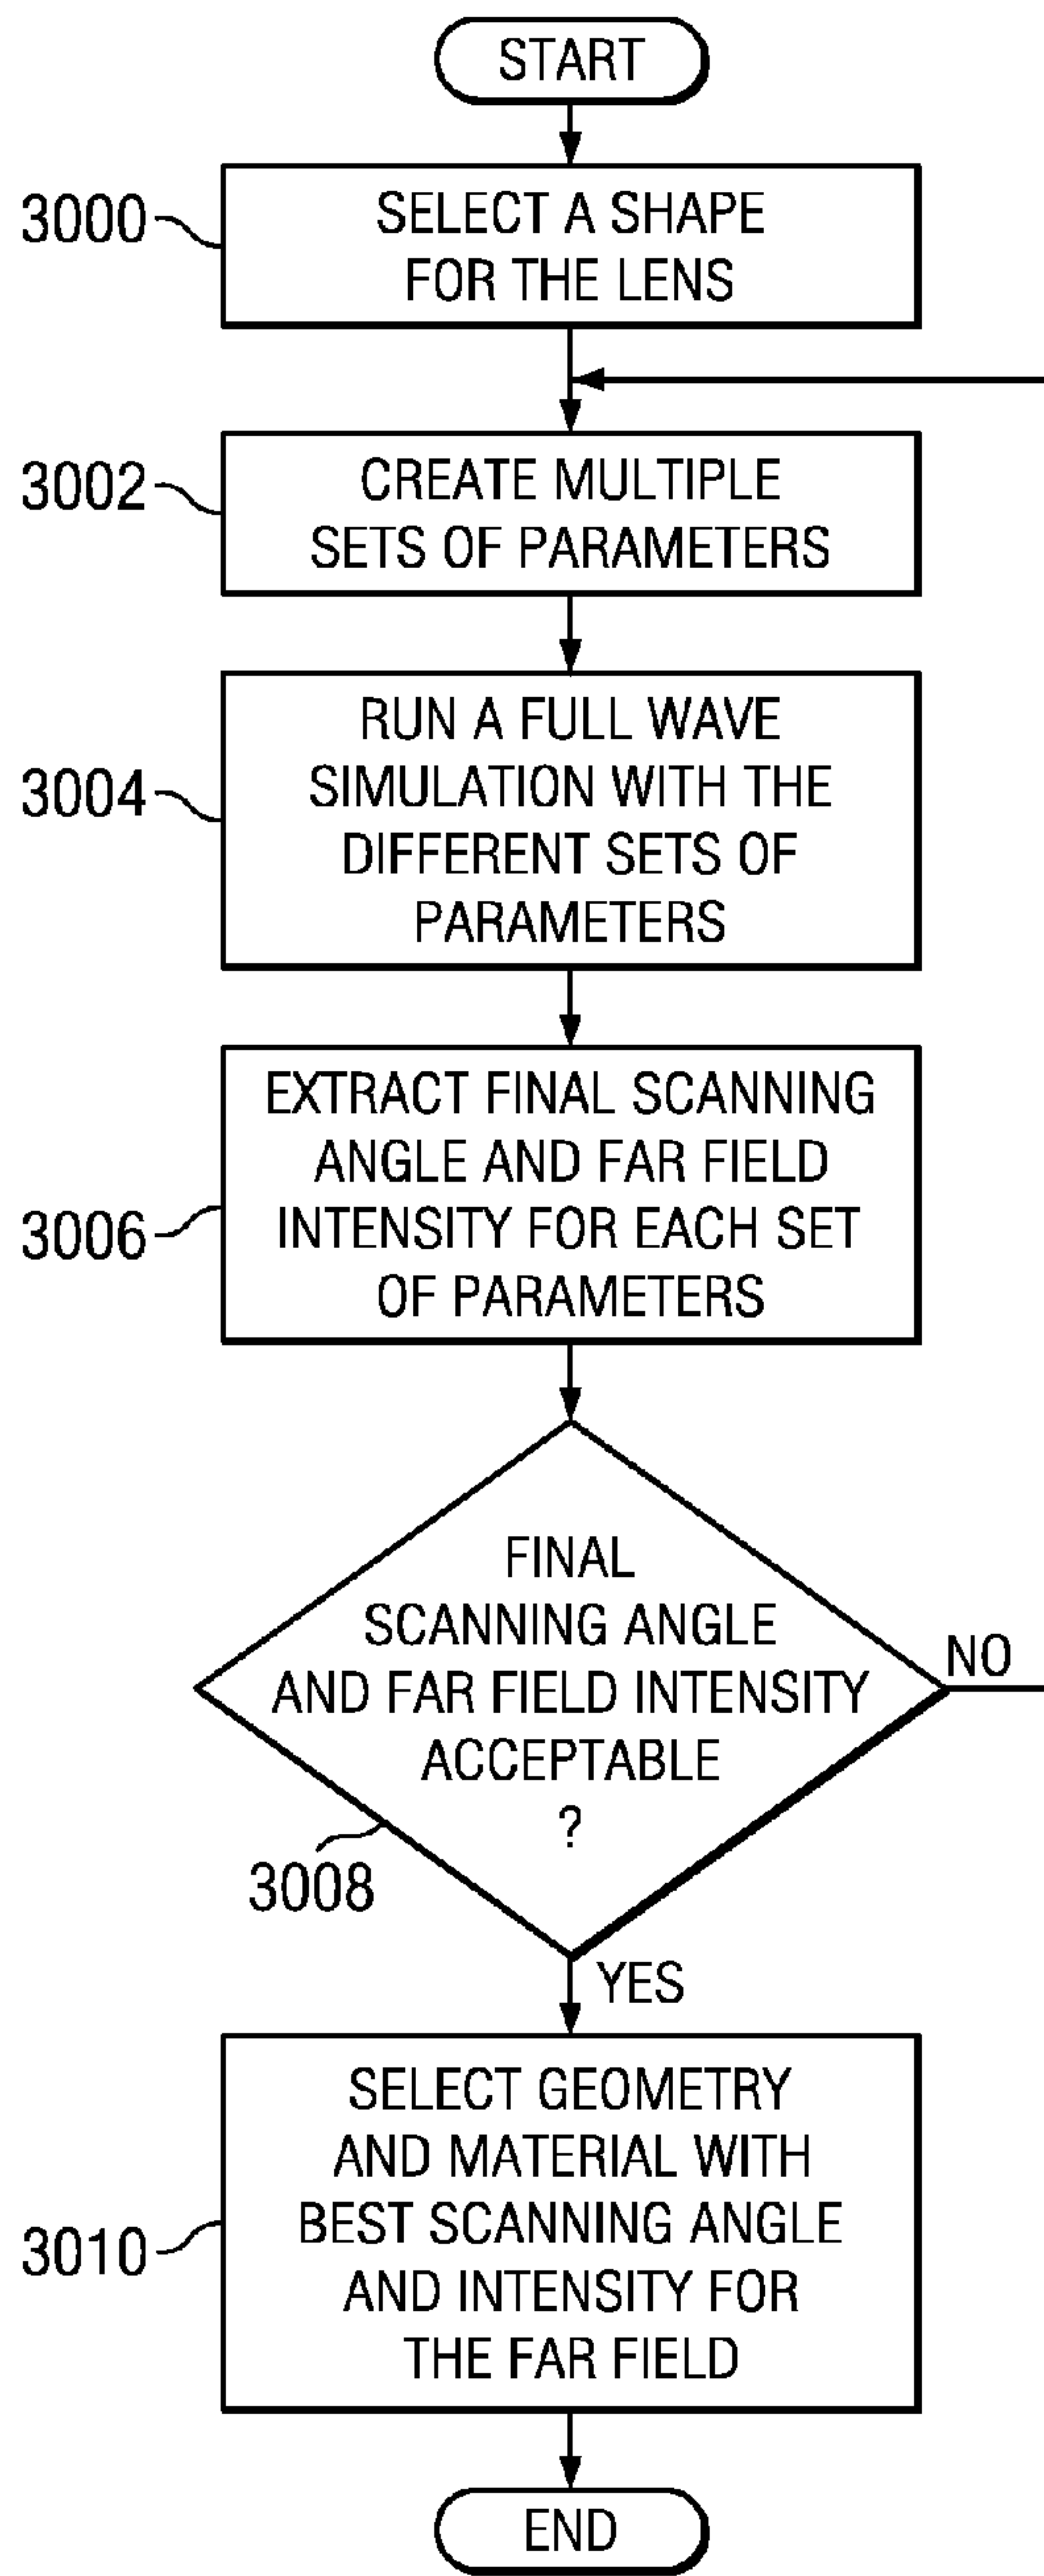 START
3000
SELECT A SHAPE
FOR THE LENS
3002
CREATE MULTIPLE
SETS OF PARAMETERS
3004
RUN A FULL WAVE
SIMULATION WITH THE
DIFFERENT SETS OF
PARAMETERS
3006
EXTRACT FINAL SCANNING
ANGLE AND FAR FIELD
INTENSITY FOR EACH SET
OF PARAMETERS
FINAL
SCANNING ANGLE
AND FAR FIELD INTENSITY
ACCEPTABLE
?
NO
3008
YES
3010
SELECT GEOMETRY
AND MATERIAL WITH
BEST SCANNING ANGLE
AND INTENSITY FOR
THE FAR FIELD
END